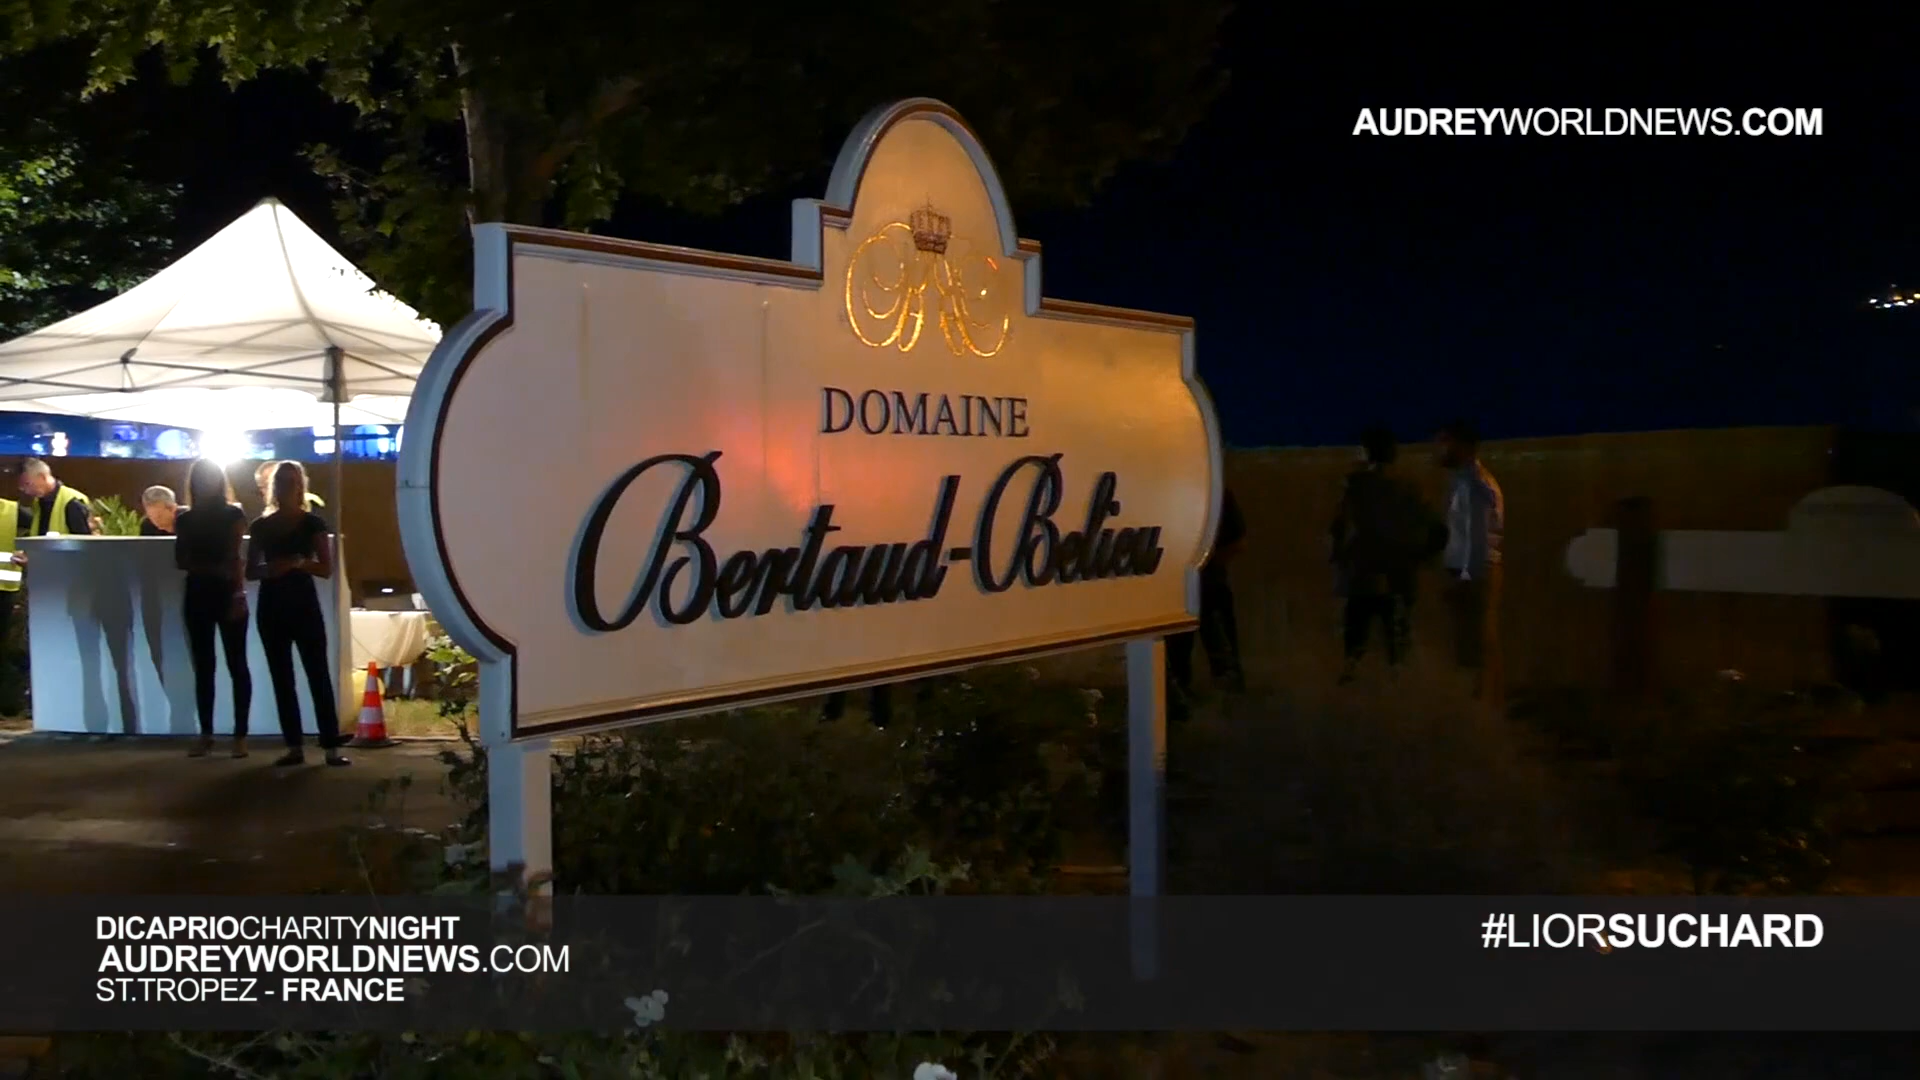 AUDREYWORLDNEWS.COM
DOMAINE
Bertaud-Belieu
DICAPRIOCHARITYNIGHT
AUDREYWORLDNEWS.COM
ST.TROPEZ - FRANCE
#LIORSUCHARD